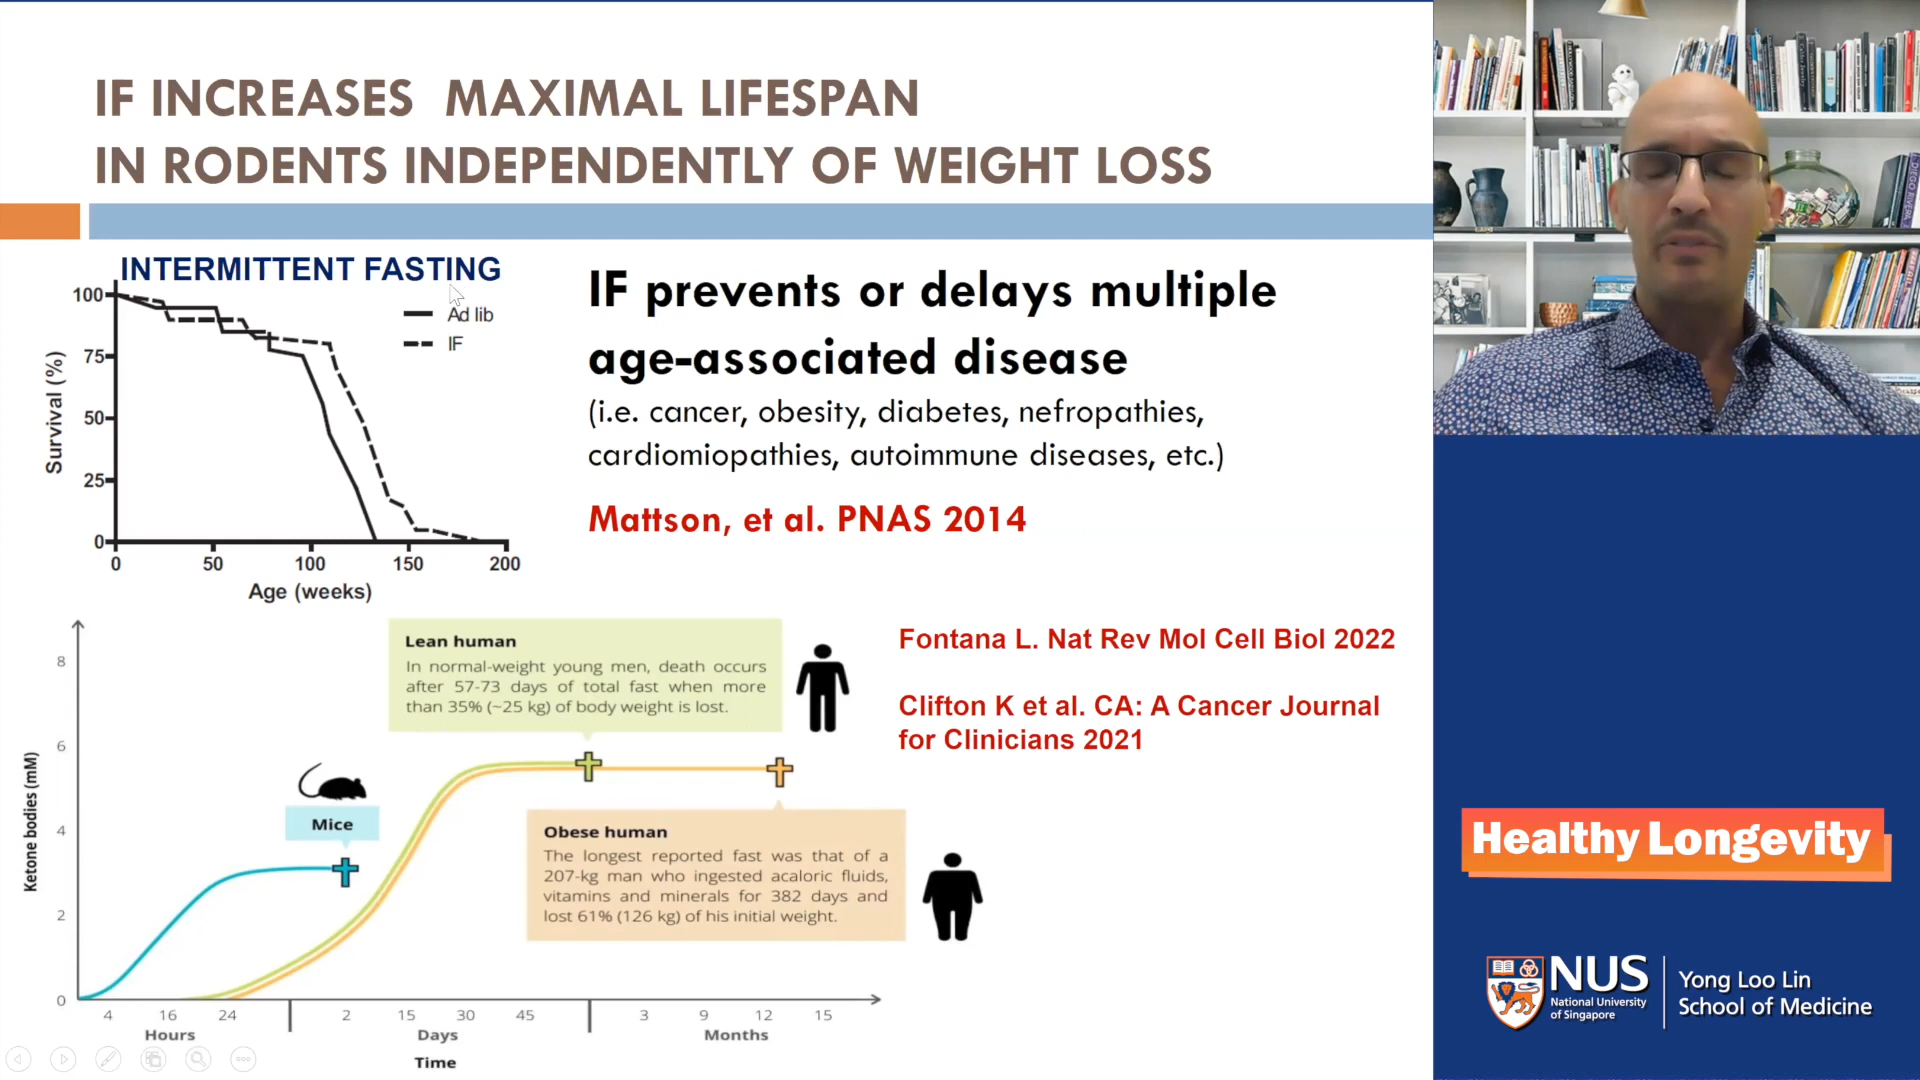 IF INCREASES MAXIMAL LIFESPAN
IN RODENTS INDEPENDENTLY OF WEIGHT LOSS
INTERMITTENT FASTING
Ad lib
IF
Survival (%)
100
75
50
25
0
0 50 100 150 200
Age (weeks)
IF prevents or delays multiple
age-associated disease
(i.e. cancer, obesity, diabetes, nefropathies,
cardiomiopathies, autoimmune diseases, etc.)
Mattson, et al. PNAS 2014
Fontana L. Nat Rev Mol Cell Biol 2022
Clifton K et al. CA: A Cancer Journal
for Clinicians 2021
Lean human
In normal-weight young men, death occurs
after 57-73 days of total fast when more
than 35% (~25 kg) of body weight is lost.
Mice
Obese human
The longest reported fast was that of a
207-kg man who ingested acaloric fluids,
vitamins and minerals for 382 days and
lost 61% (126 kg) of his initial weight.
Ketone bodies (mM)
8
6
4
2
0
4 16 24 2 15 30 45 3 9 12 15
Hours Days Months
Time
DIEGO RIVERA
Healthy Longevity
NUS
National University
of Singapore
Yong Loo Lin
School of Medicine